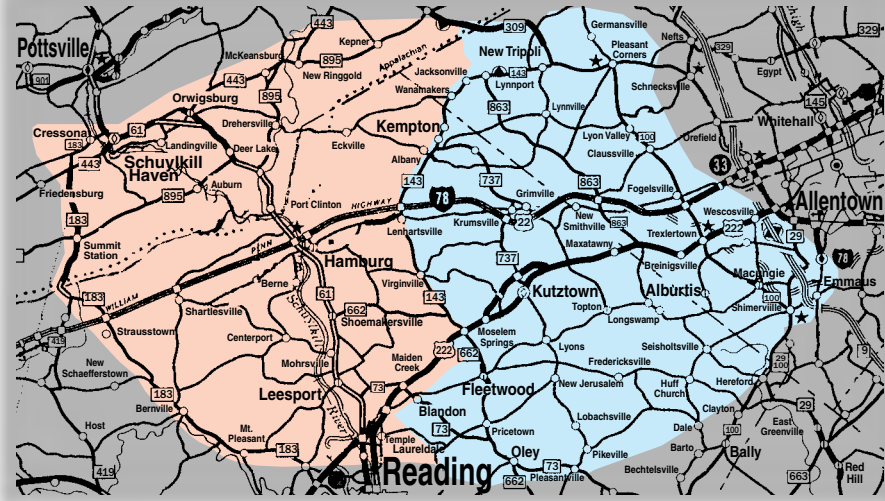 443
309
Germansville
Nefts
329
Pottsville
Kepner
Appalachian
New Tripoli
Pleasant
Corners
329
McKeansburg
895
Jacksonville
143
Egypt
901
443
New Ringgold
Wanamakers
Lynnport
Schnecksville
895
863
145
Orwigsburg
Lynnville
Whitehall
Cressona
61
Drehersville
Kempton
Lyon Valley
100
Orefield
183
Landingville
Eckville
Claussville
443
Deer Lake
Albany
33
Schuylkill
Haven
Friedensburg
Auburn
143
737
863
Fogelsville
895
Port Clinton
HIGHWAY
78
Grimville
Allentown
183
PENN
Krumsville
22
New
Smithville
863
Wescosville
222
Lenhartsville
Maxatawny
Trexlertown
29
Summit
Station
Hamburg
737
Breinigsville
78
Berne
Virginville
Kutztown
Alburtis
Macungie
Emmaus
183
WILLIAM
Shartlesville
Schuylkill
61
662
143
Topton
100
Shoemakersville
Longswamp
Shimerville
Strausstown
Moselem
Springs
419
Centerport
222
662
Lyons
Seisholtsville
9
New
Schaefferstown
Mohrsville
Maiden
Creek
Fredericksville
29
100
183
Leesport
73
Fleetwood
New Jerusalem
Huff
Church
Hereford
Bernville
River
Blandon
Lobachsville
Clayton
29
Host
Mt.
Pleasant
Temple
73
Pricetown
Dale
100
East
Greenville
183
Laureldale
Oley
Pikeville
Barto
Bally
419
Reading
662
73
Pleasantville
Bechtelsville
663
Red
Hill